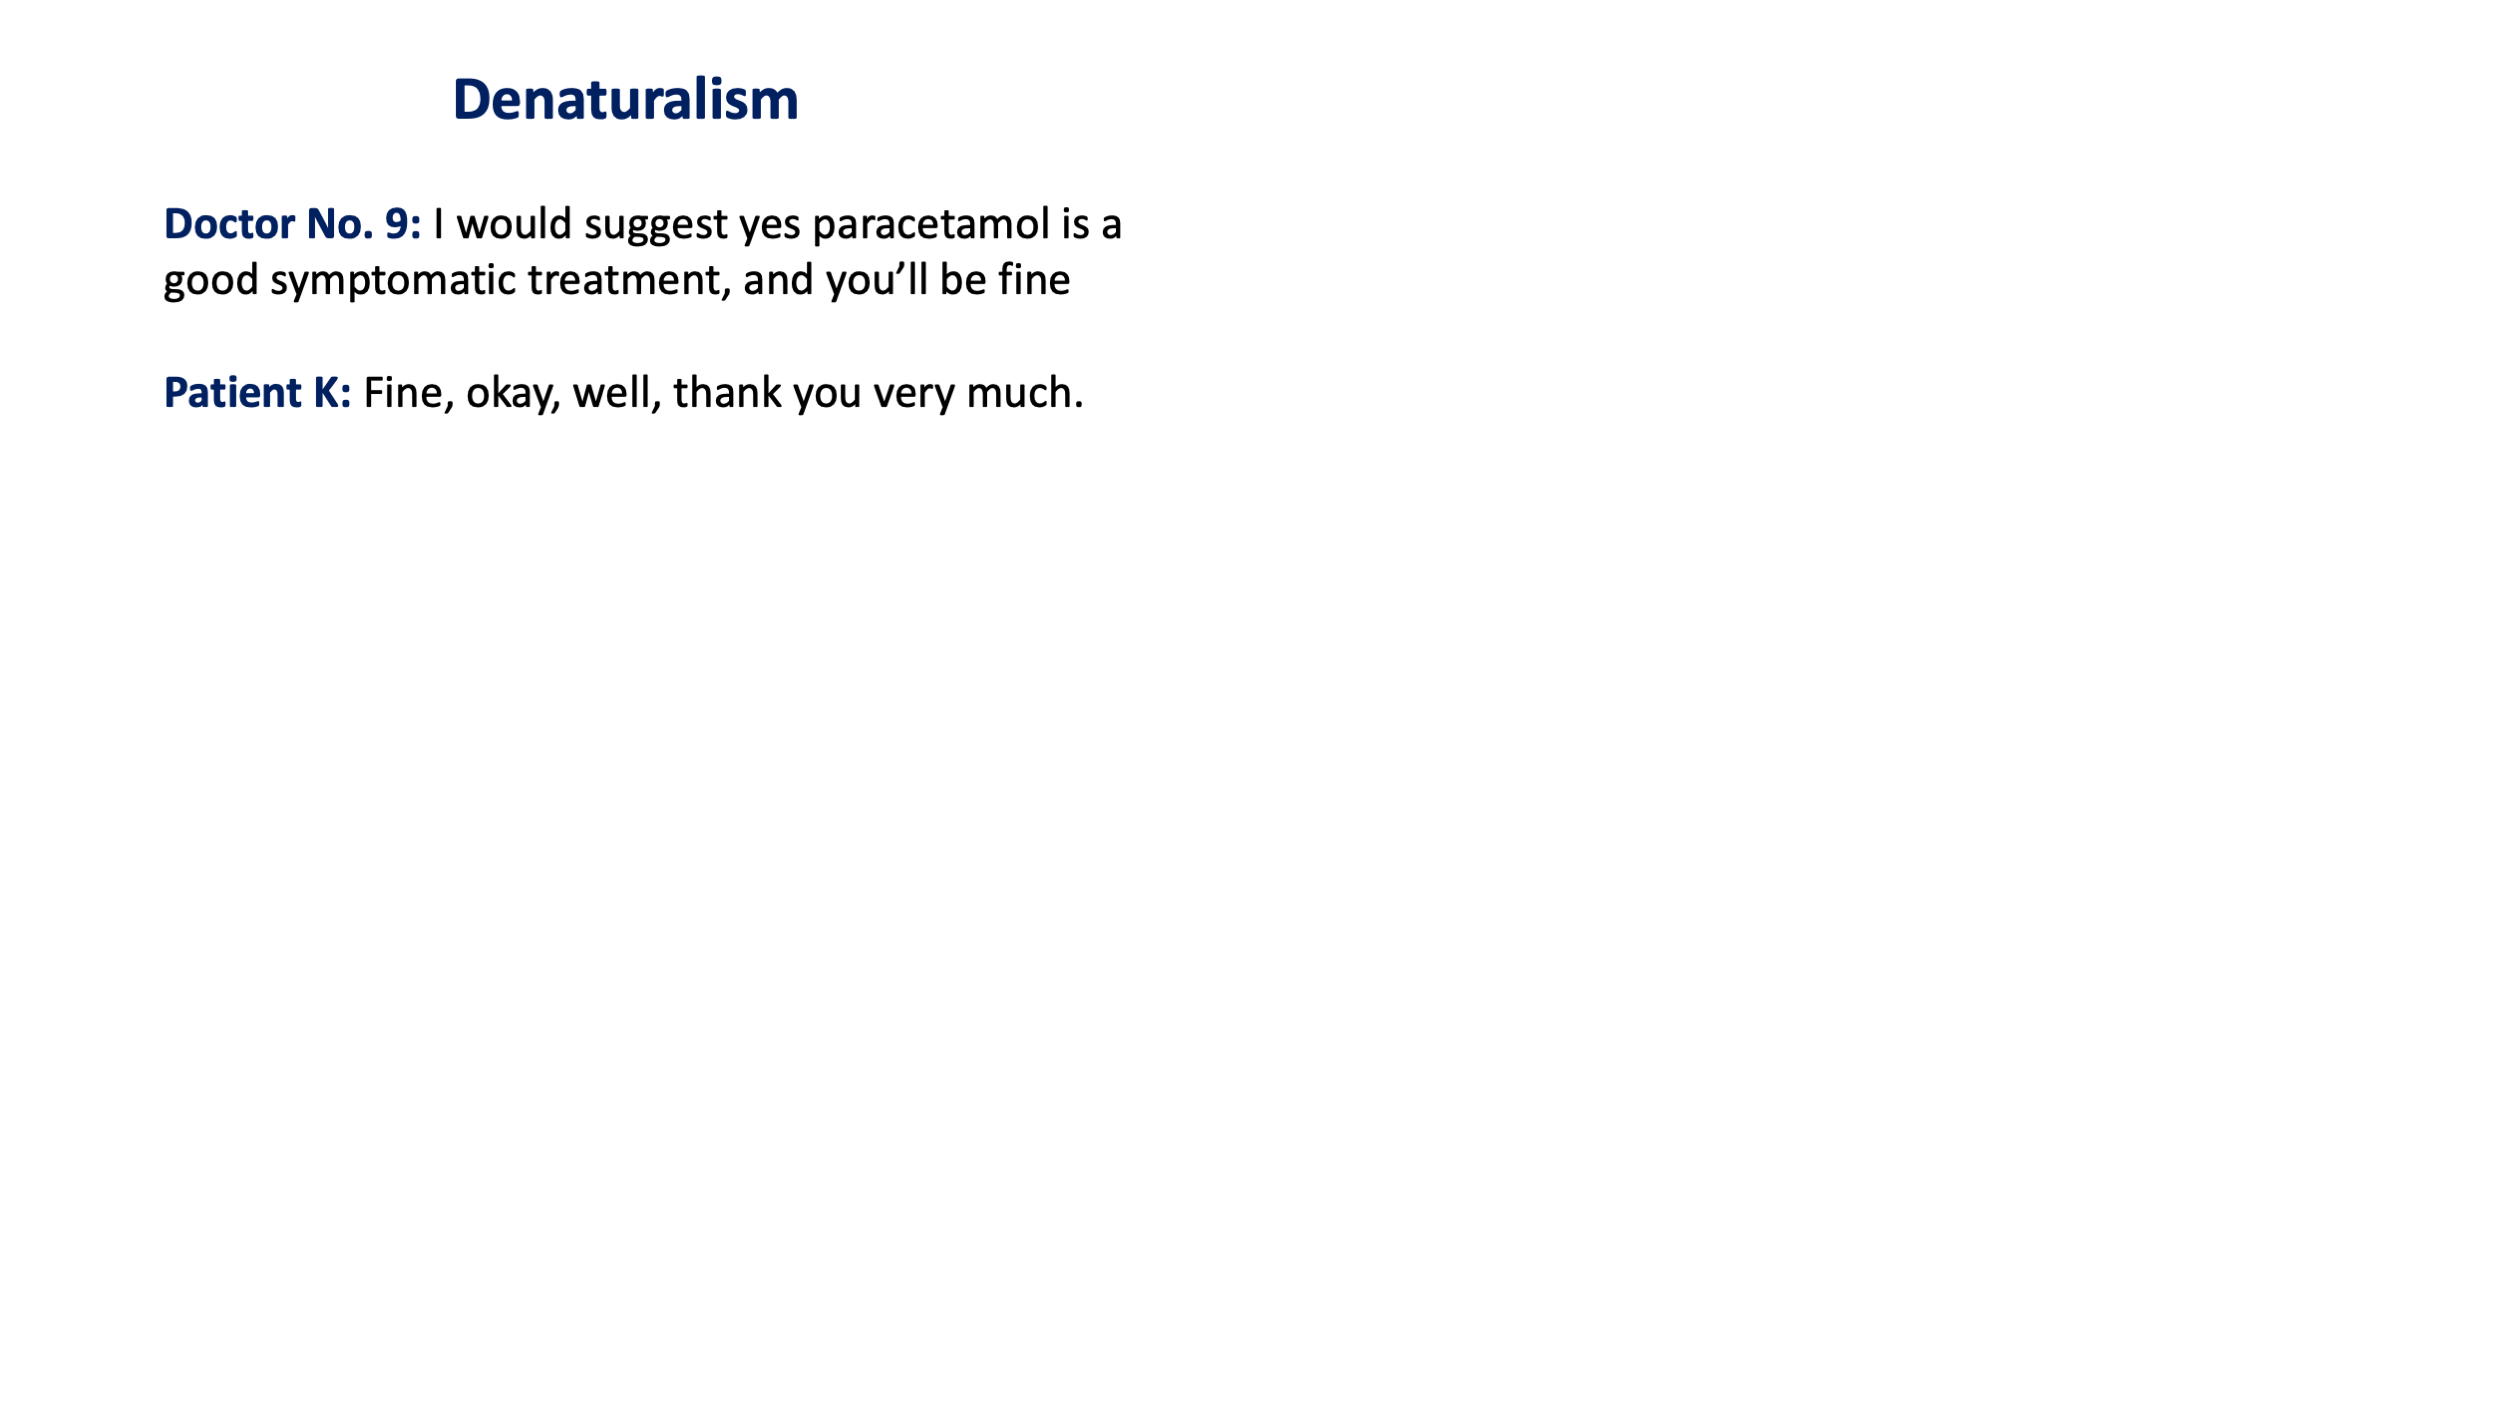 Denaturalism
Doctor No. 9: I would suggest yes paracetamol is a
good symptomatic treatment, and you’ll be fine
Patient K: Fine, okay, well, thank you very much.